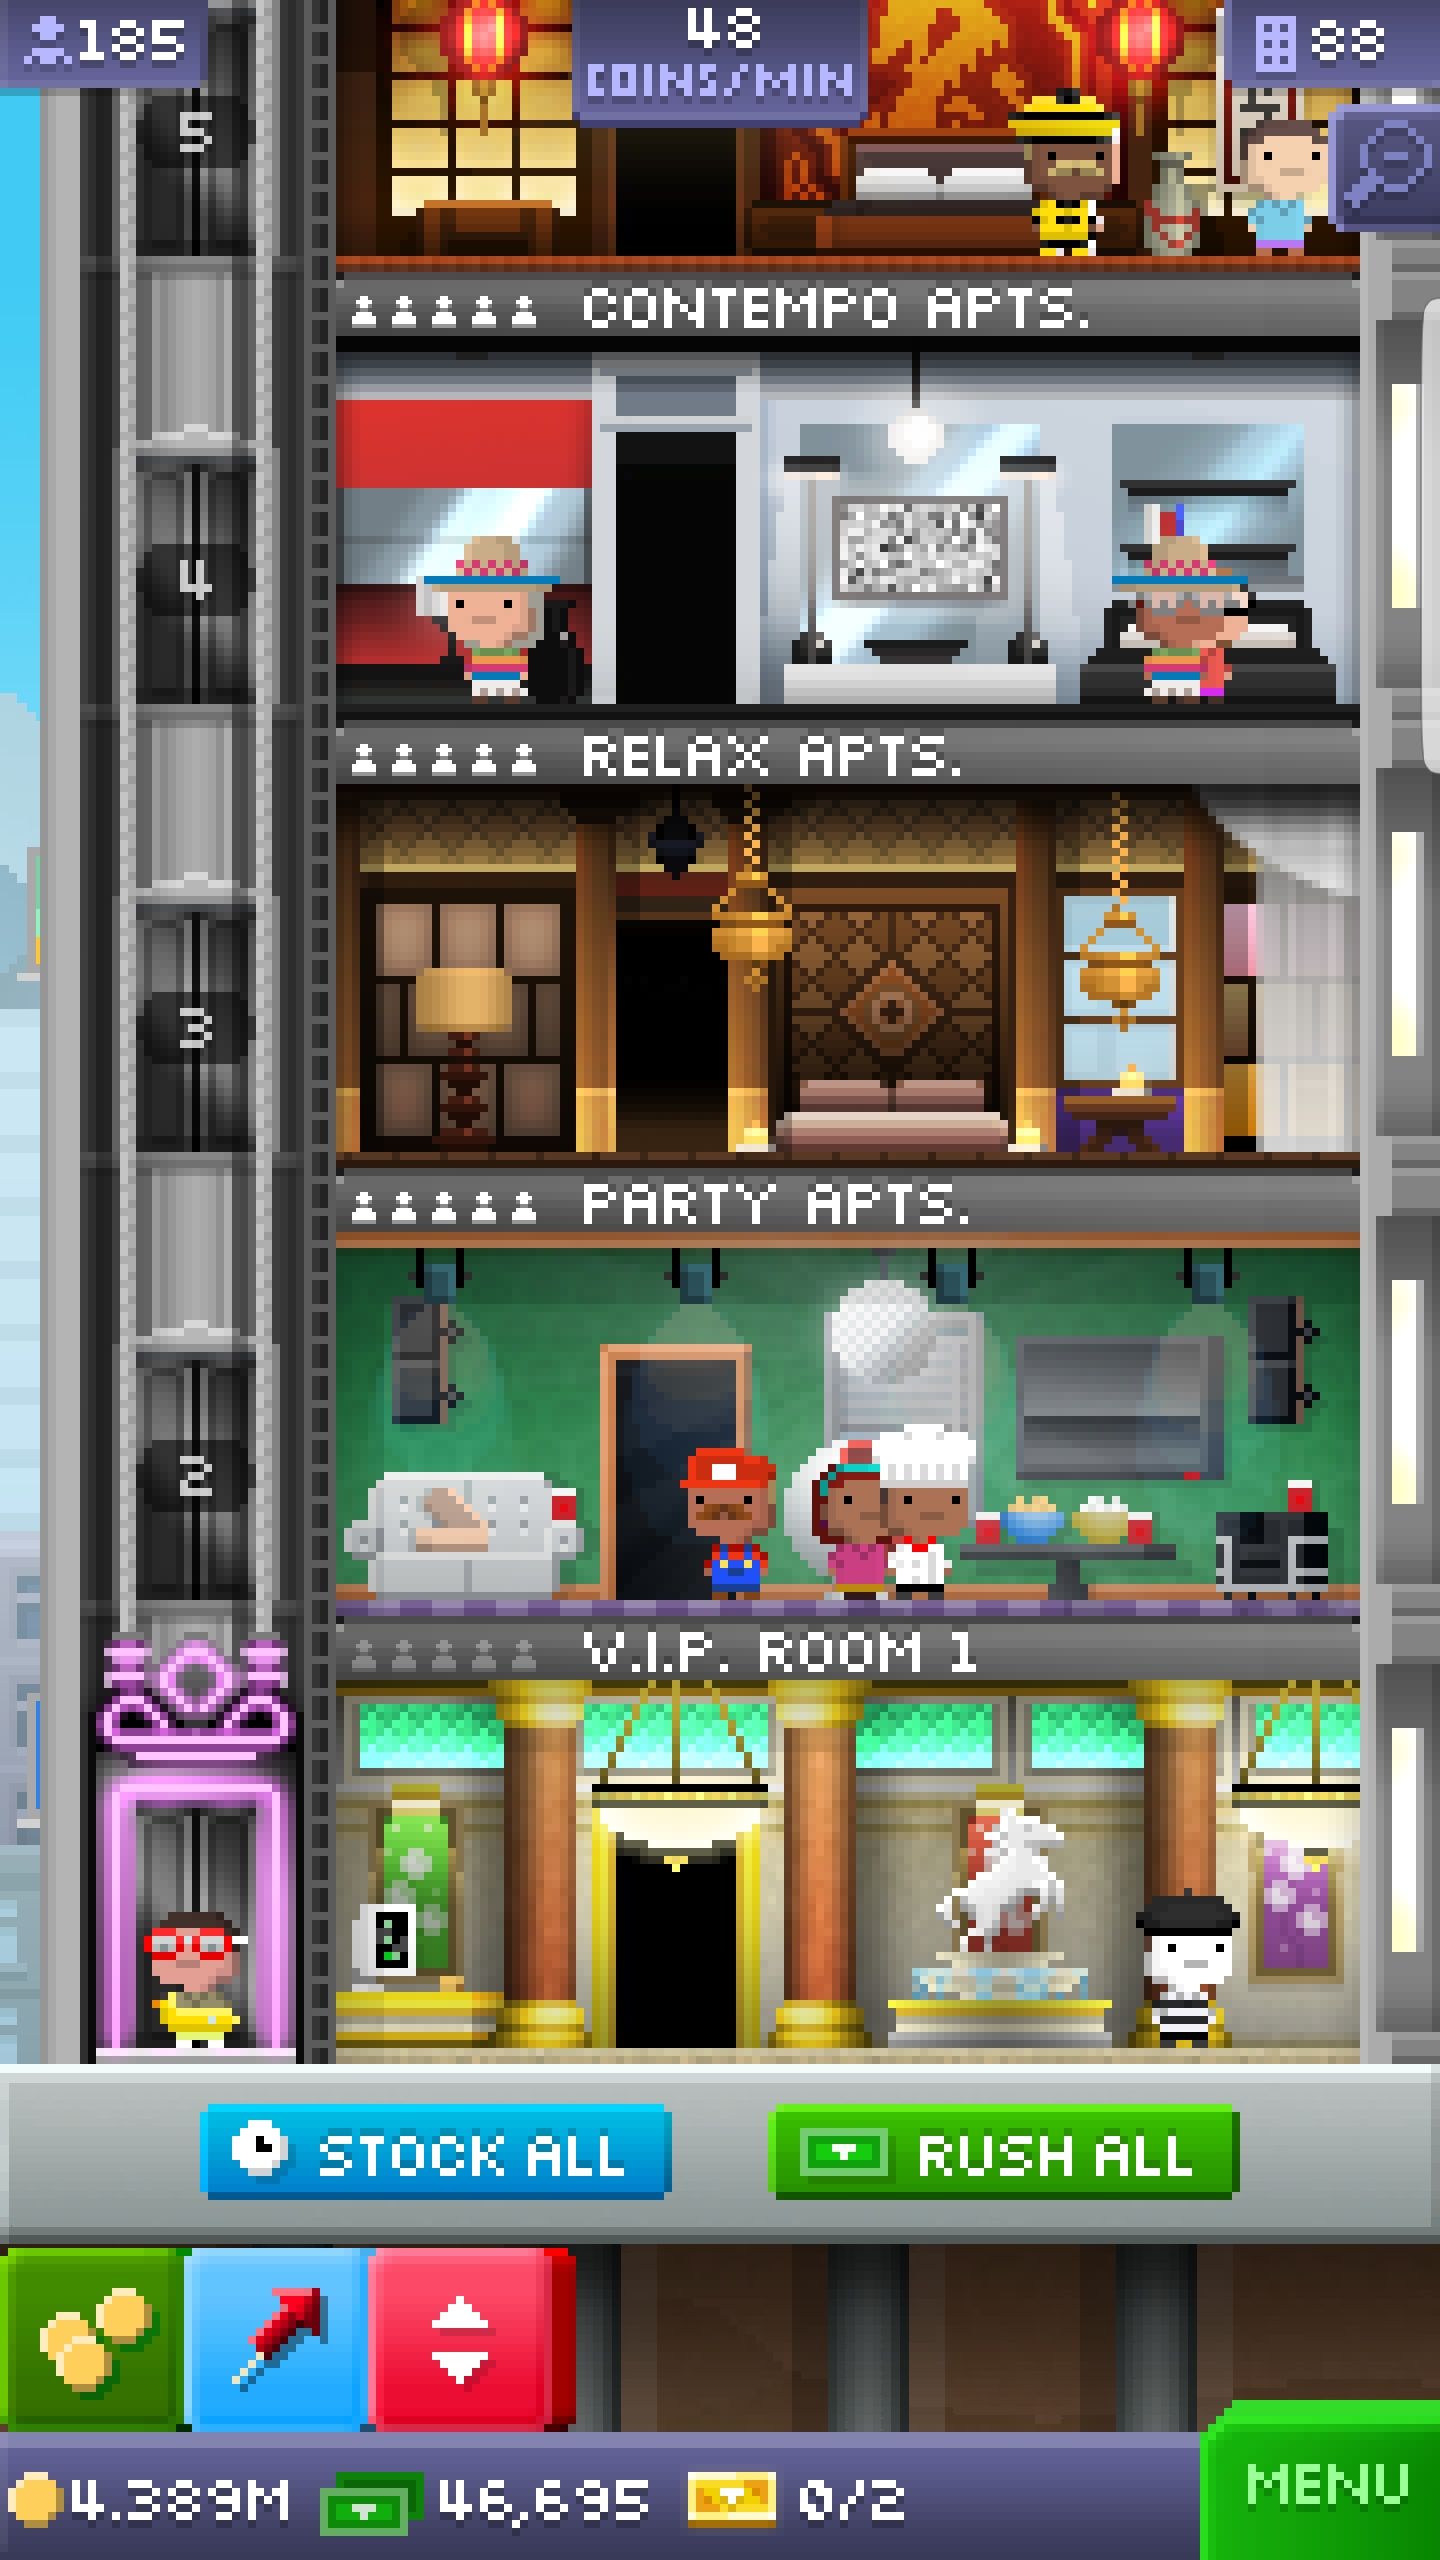 185
48
COINS/MIN
88
5
CONTEMPO APTS.
4
RELAX APTS.
3
PARTY APTS.
2
V.I.P. ROOM 1
STOCK ALL
RUSH ALL
4.389M
46,695
0/2
MENU